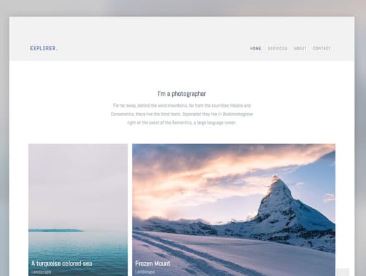 EXPLORER.
HOME SERVICES ABOUT CONTACT
I'm a photographer
Far far away, behind the word mountains, far from the countries Vokalia and
Consonantia, there live the blind texts. Separated they live in Bookmarksgrove
right at the coast of the Semantics, a large language ocean.
A turquoise colored sea
Landscape
Frozen Mount
Landscape